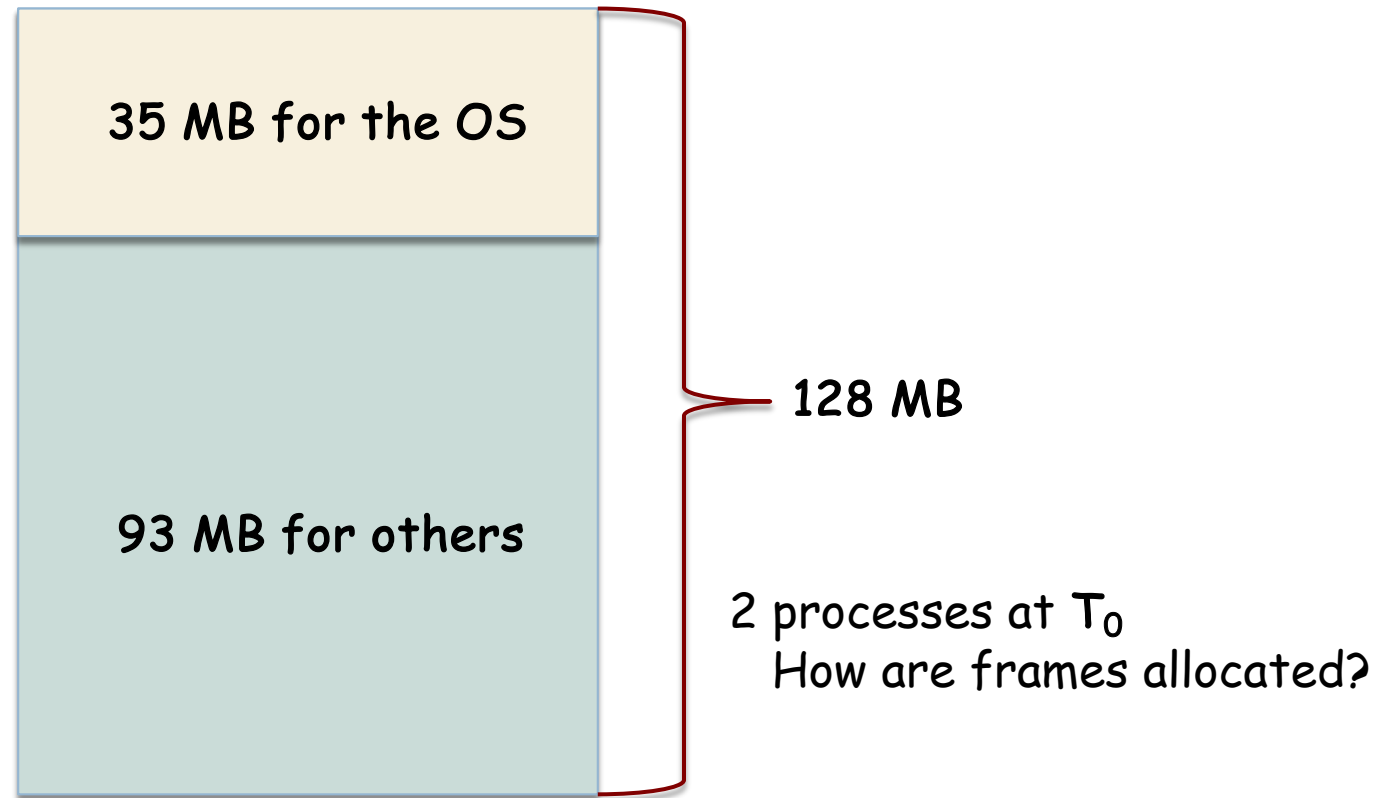 35 MB for the OS
128 MB
93 MB for others
2 processes at T₀
How are frames allocated?